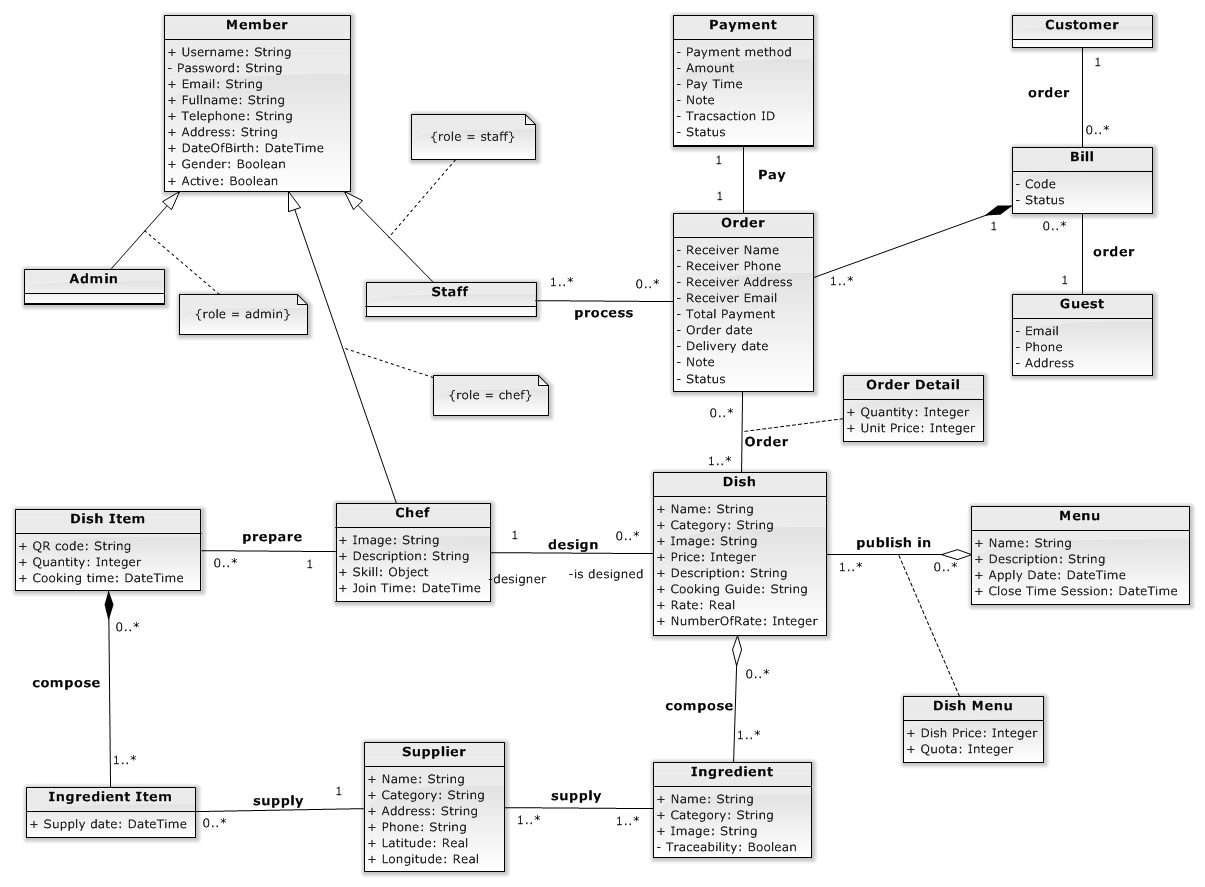 Member
+ Username: String
- Password: String
+ Email: String
+ Fullname: String
+ Telephone: String
+ Address: String
+ DateOfBirth: DateTime
+ Gender: Boolean
+ Active: Boolean
{role = staff}
Admin
{role = admin}
Staff
{role = chef}
Payment
- Payment method
- Amount
- Pay Time
- Note
- Tracsaction ID
- Status
1
Pay
1
Order
- Receiver Name
- Receiver Phone
- Receiver Address
- Receiver Email
- Total Payment
- Order date
- Delivery date
- Note
- Status
1..*
0..*
process
Customer
1
order
0..*
Bill
- Code
- Status
1
1..*
0..*
order
1
Guest
- Email
- Phone
- Address
Order Detail
+ Quantity: Integer
+ Unit Price: Integer
0..*
Order
1..*
Dish
+ Name: String
+ Category: String
+ Image: String
+ Price: Integer
+ Description: String
+ Cooking Guide: String
+ Rate: Real
+ NumberOfRate: Integer
Dish Item
+ QR code: String
+ Quantity: Integer
+ Cooking time: DateTime
prepare
0..*
1
Chef
+ Image: String
+ Description: String
+ Skill: Object
+ Join Time: DateTime
1
0..*
design
-designer
-is designed
publish in
1..*
0..*
Menu
+ Name: String
+ Description: String
+ Apply Date: DateTime
+ Close Time Session: DateTime
Dish Menu
+ Dish Price: Integer
+ Quota: Integer
0..*
compose
1..*
Ingredient Item
+ Supply date: DateTime
supply
1
0..*
Supplier
+ Name: String
+ Category: String
+ Address: String
+ Phone: String
+ Latitude: Real
+ Longitude: Real
supply
1..*
1..*
0..*
compose
1..*
Ingredient
+ Name: String
+ Category: String
+ Image: String
- Traceability: Boolean